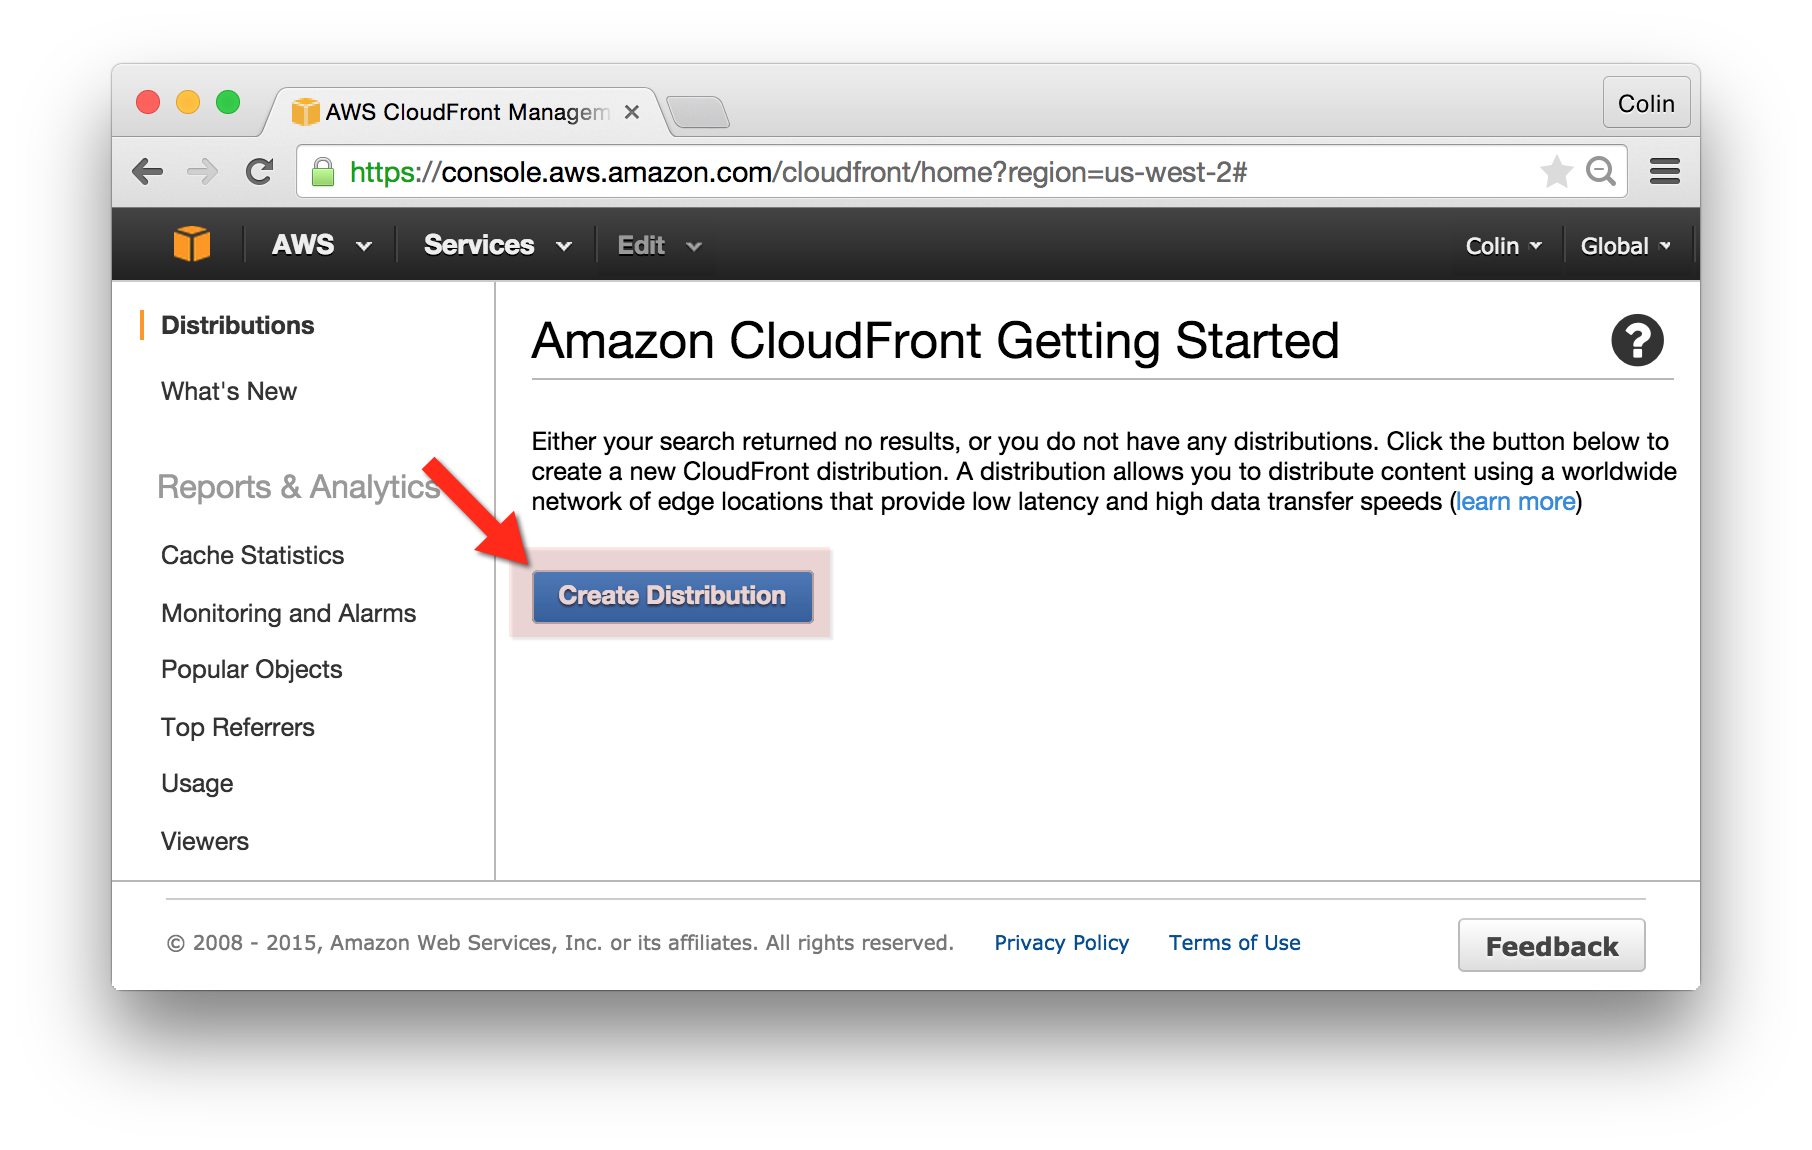 AWS CloudFront Managem
Colin
https://console.aws.amazon.com/cloudfront/home?region=us-west-2#
AWS
Services
Edit
Colin
Global
Distributions
What's New
Reports & Analytics
Cache Statistics
Monitoring and Alarms
Popular Objects
Top Referrers
Usage
Viewers
Amazon CloudFront Getting Started
?
Either your search returned no results, or you do not have any distributions. Click the button below to
create a new CloudFront distribution. A distribution allows you to distribute content using a worldwide
network of edge locations that provide low latency and high data transfer speeds (learn more)
Create Distribution
© 2008 - 2015, Amazon Web Services, Inc. or its affiliates. All rights reserved.
Privacy Policy
Terms of Use
Feedback